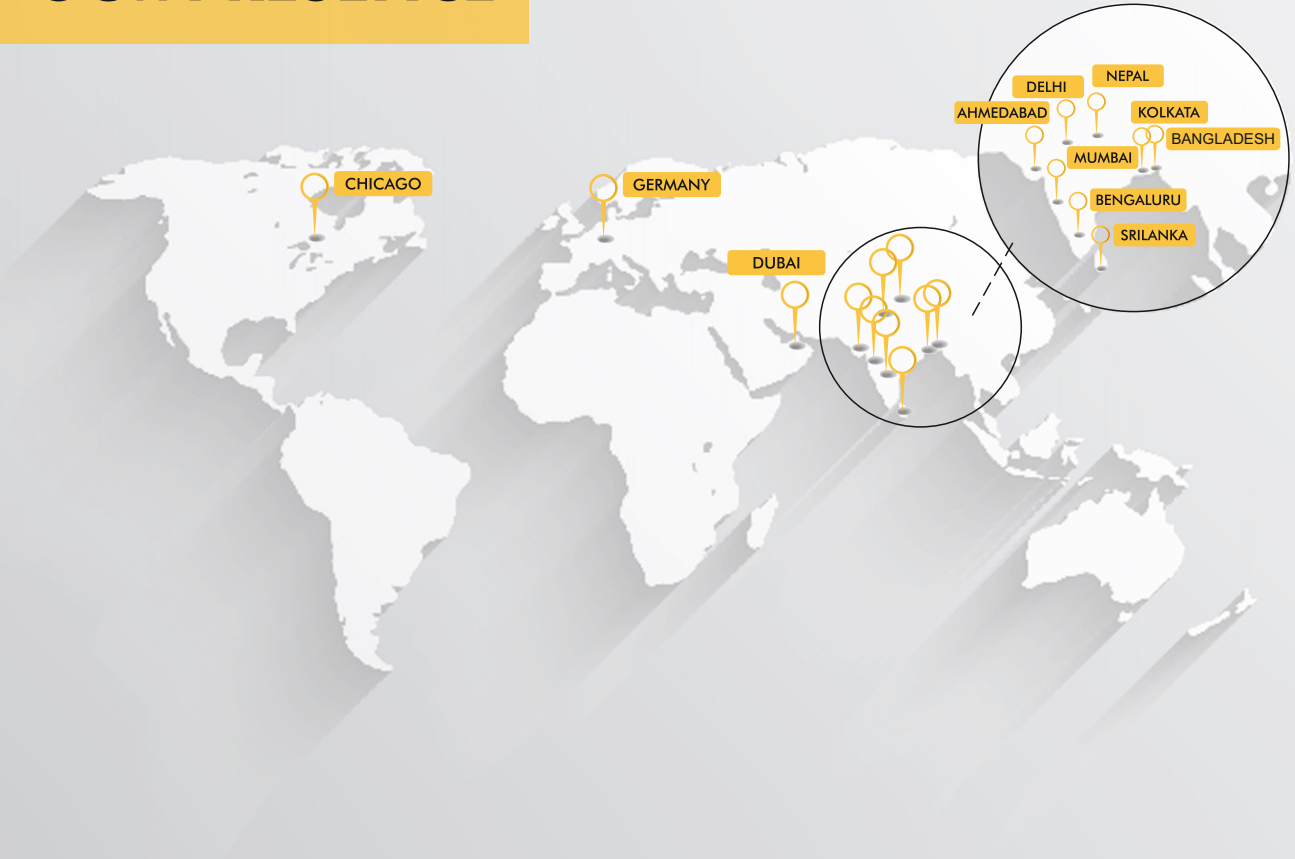 NEPAL
DELHI
AHMEDABAD
KOLKATA
BANGLADESH
MUMBAI
CHICAGO
GERMANY
BENGALURU
SRILANKA
DUBAI